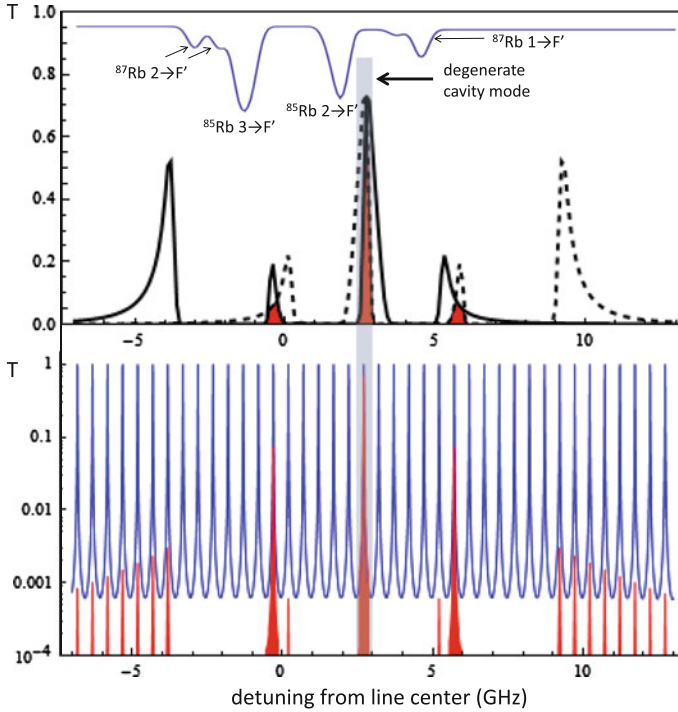 T
1.0
⁸⁷Rb 1→F'
⁸⁷Rb 2→F'
degenerate
cavity mode
0.8
⁸⁵Rb 2→F'
⁸⁵Rb 3→F'
0.6
0.4
0.2
0.0
−5 0 5 10
T
1
0.1
0.01
0.001
10⁻⁴
−5 0 5 10
detuning from line center (GHz)